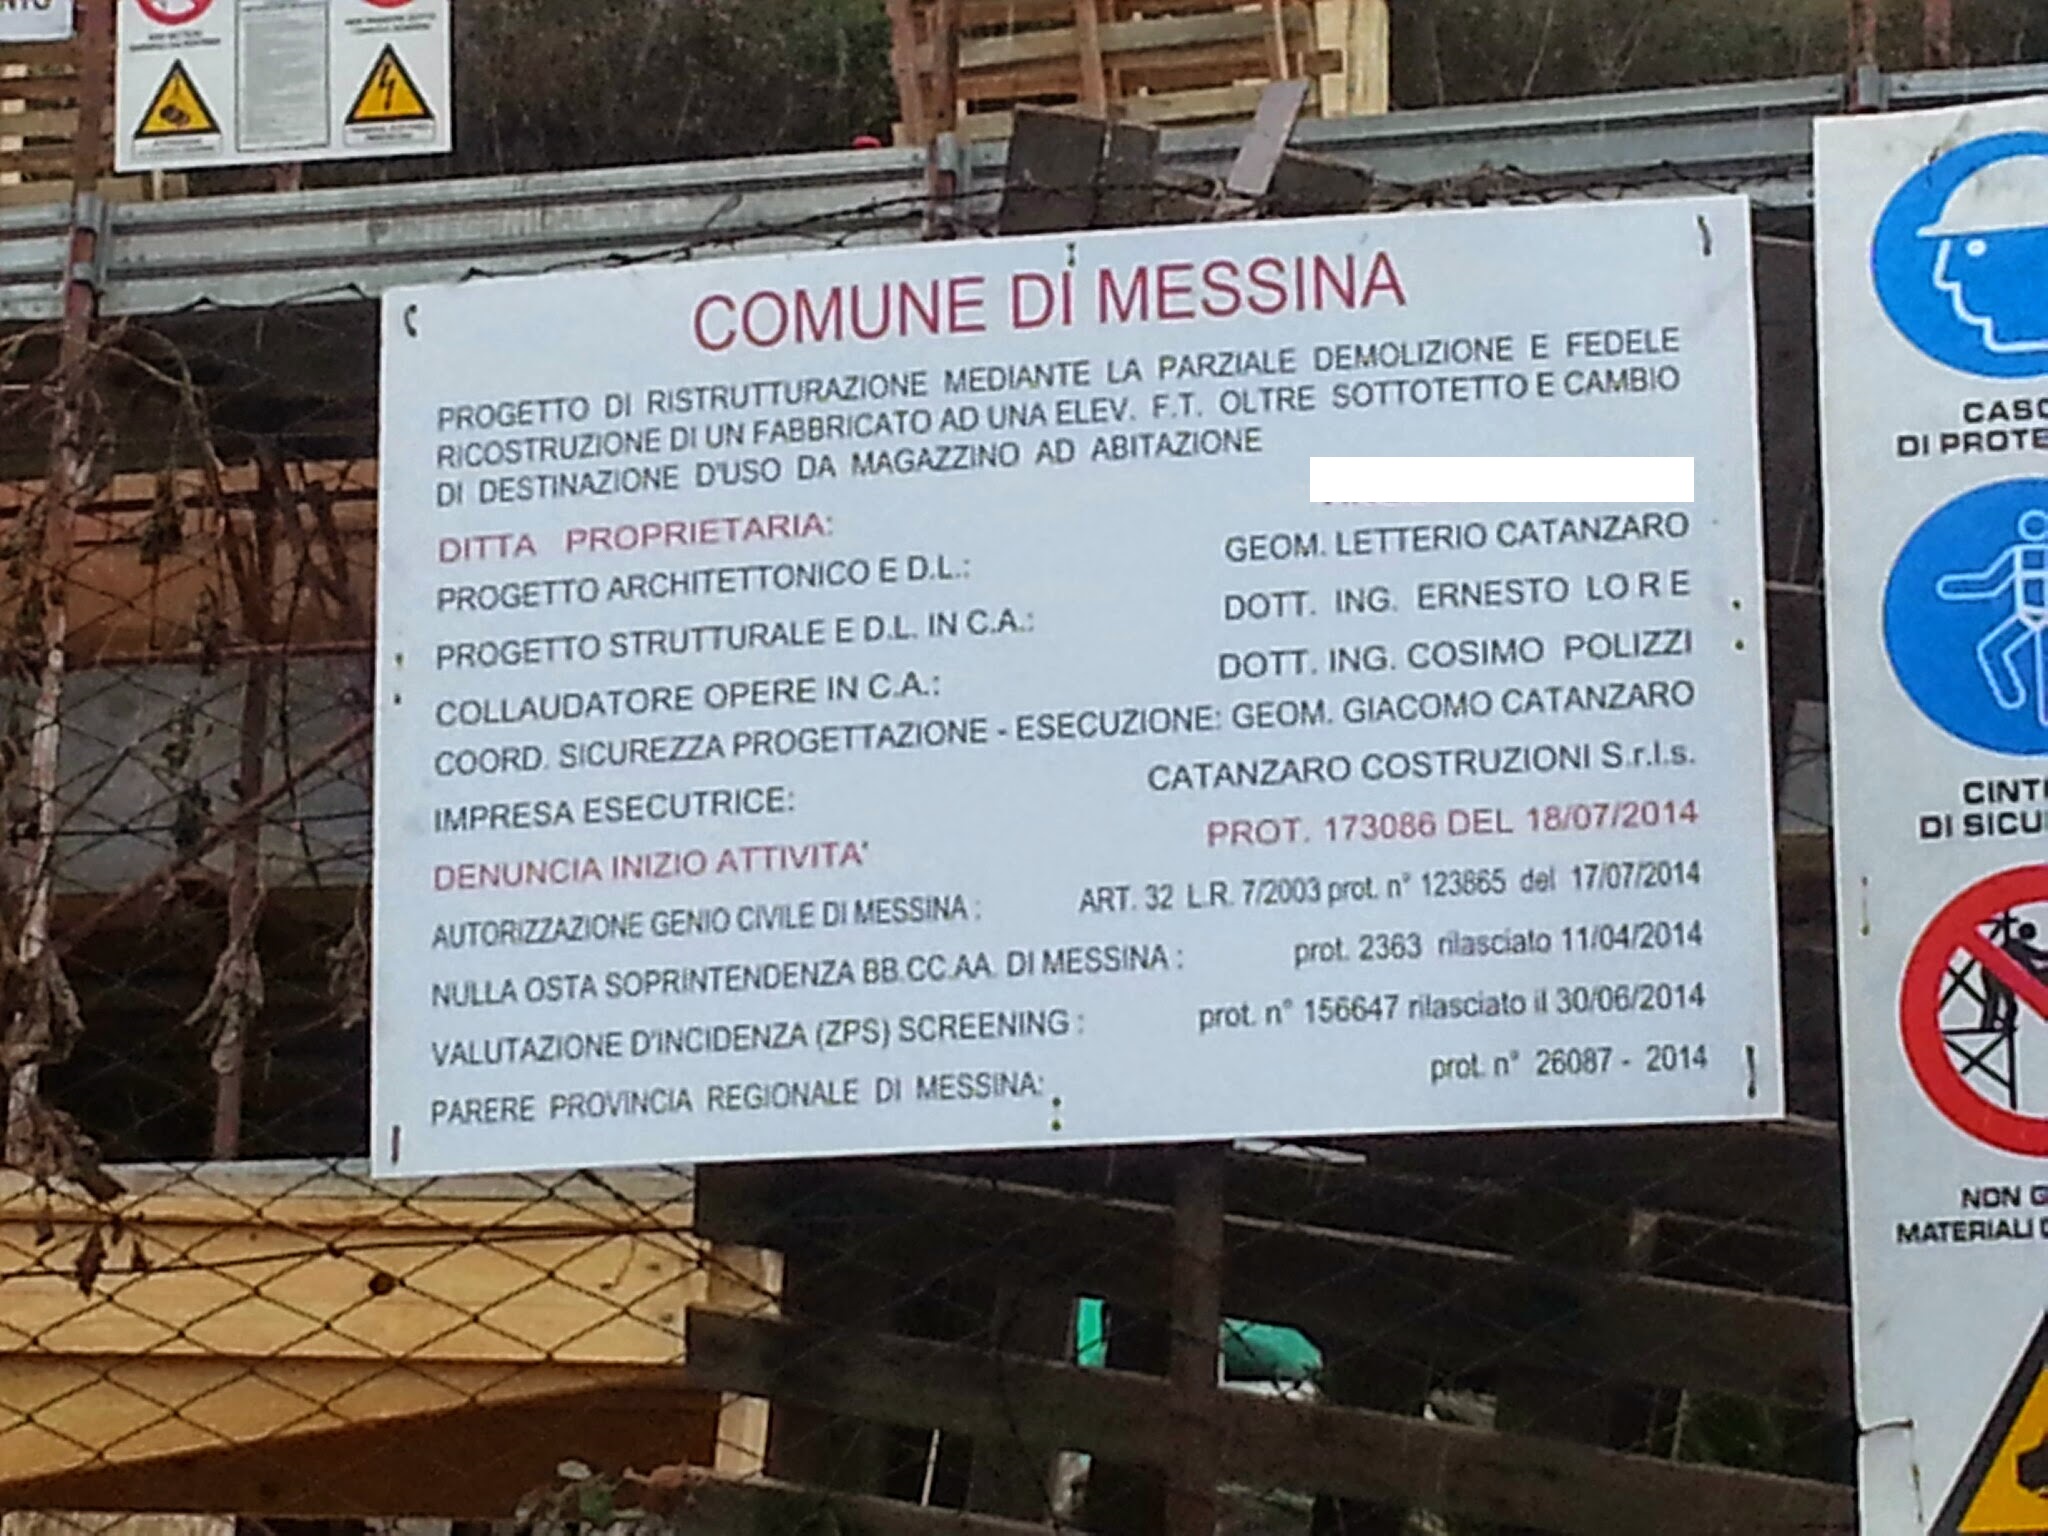 COMUNE DI MESSINA
PROGETTO DI RISTRUTTURAZIONE MEDIANTE LA PARZIALE DEMOLIZIONE E FEDELE
RICOSTRUZIONE DI UN FABBRICATO AD UNA ELEV. F.T. OLTRE SOTTOTETTO E CAMBIO
DI DESTINAZIONE D'USO DA MAGAZZINO AD ABITAZIONE
DITTA PROPRIETARIA:
PROGETTO ARCHITETTONICO E D.L.: GEOM. LETTERIO CATANZARO
PROGETTO STRUTTURALE E D.L. IN C.A.: DOTT. ING. ERNESTO LO R E
COLLAUDATORE OPERE IN C.A.: DOTT. ING. COSIMO POLIZZI
COORD. SICUREZZA PROGETTAZIONE - ESECUZIONE: GEOM. GIACOMO CATANZARO
IMPRESA ESECUTRICE: CATANZARO COSTRUZIONI S.r.l.s.
DENUNCIA INIZIO ATTIVITA' PROT. 173086 DEL 18/07/2014
AUTORIZZAZIONE GENIO CIVILE DI MESSINA : ART. 32 L.R. 7/2003 prot. n° 123865 del 17/07/2014
NULLA OSTA SOPRINTENDENZA BB.CC.AA. DI MESSINA : prot. 2363 rilasciato 11/04/2014
VALUTAZIONE D'INCIDENZA (ZPS) SCREENING : prot. n° 156647 rilasciato il 30/06/2014
PARERE PROVINCIA REGIONALE DI MESSINA: prot. n° 26087 - 2014
CASC
DI PROTE
CINT
DI SICU
NON G
MATERIALI